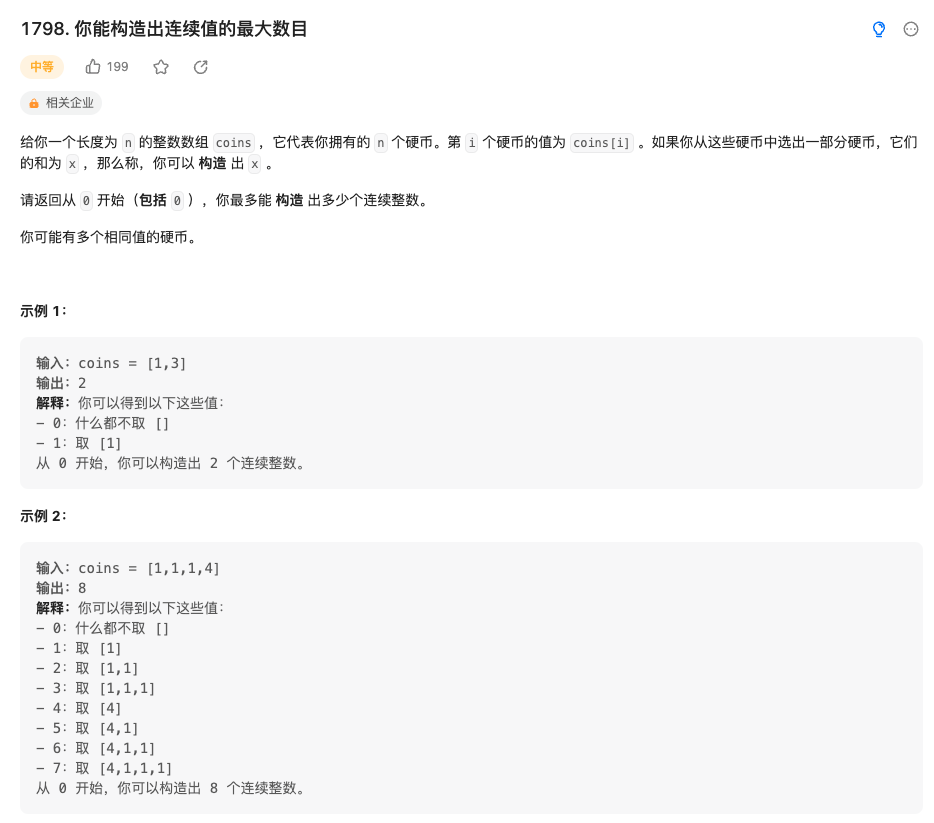 1798. 你能构造出连续值的最大数目
中等 199
相关企业
给你一个长度为 n 的整数数组 coins ，它代表你拥有的 n 个硬币。第 i 个硬币的值为 coins[i] 。如果你从这些硬币中选出一部分硬币，它们
的和为 x ，那么称，你可以 构造 出 x 。
请返回从 0 开始（包括 0 ），你最多能 构造 出多少个连续整数。
你可能有多个相同值的硬币。
示例 1：
输入：coins = [1,3]
输出：2
解释：你可以得到以下这些值：
- 0：什么都不取 []
- 1：取 [1]
从 0 开始，你可以构造出 2 个连续整数。
示例 2：
输入：coins = [1,1,1,4]
输出：8
解释：你可以得到以下这些值：
- 0：什么都不取 []
- 1：取 [1]
- 2：取 [1,1]
- 3：取 [1,1,1]
- 4：取 [4]
- 5：取 [4,1]
- 6：取 [4,1,1]
- 7：取 [4,1,1,1]
从 0 开始，你可以构造出 8 个连续整数。